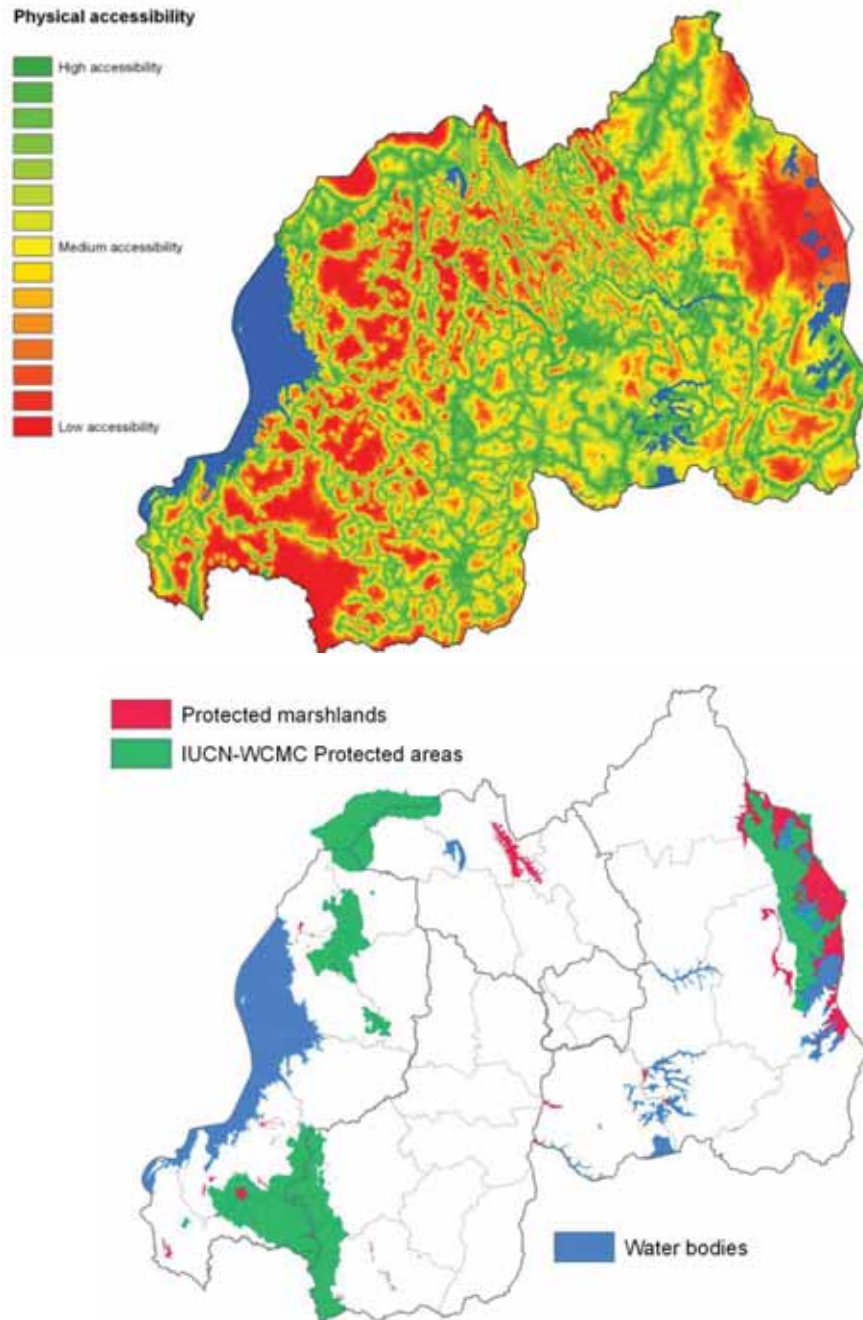 Physical accessibility
High accessibility
Medium accessibility
Low accessibility
Protected marshlands
IUCN-WCMC Protected areas
Water bodies